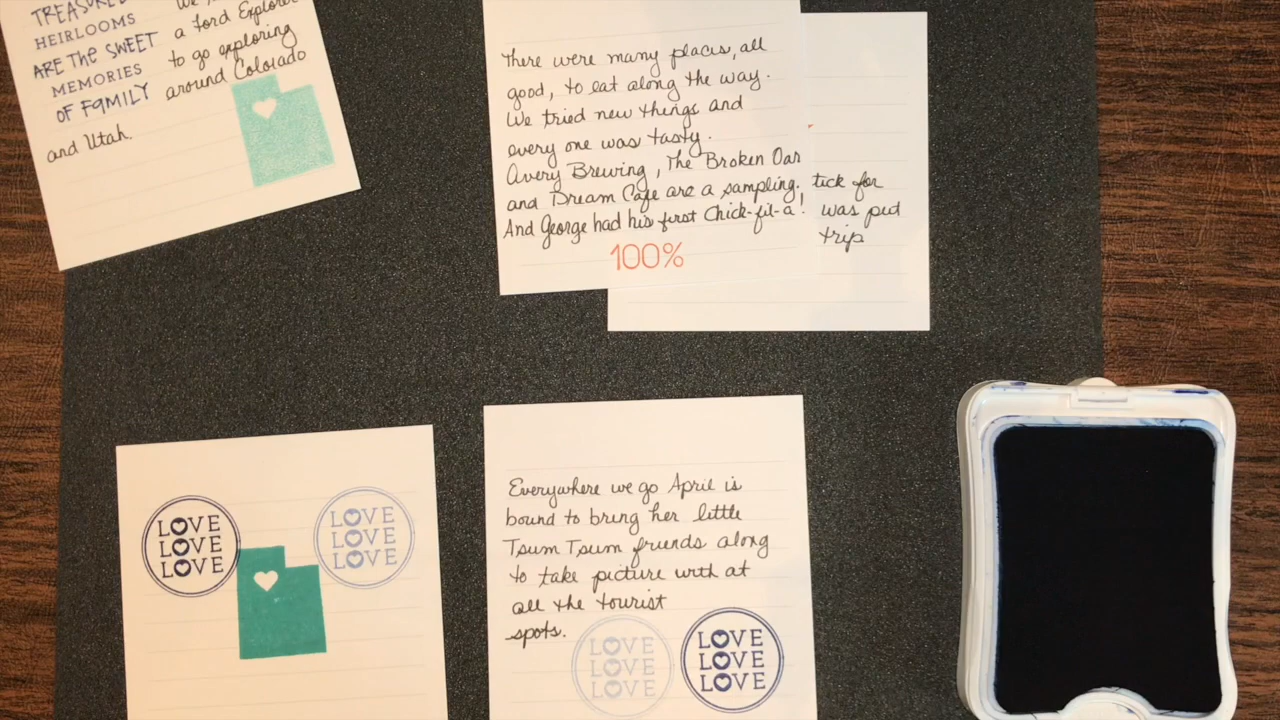 TREASURED
HEIRLOOMS
ARE THE SWEET
MEMORIES
OF FAMILY
a Ford Explorer
to go exploring
around Colorado
and Utah.
There were many places, all
good, to eat along the way.
We tried new things and
every one was tasty.
Avery Brewing, The Broken Oar
and Dream Cafe are a sampling.
And George had his first Chick-fil-a!
100%
tick for
was ped
trip
LOVE
LOVE
LOVE
LOVE
LOVE
LOVE
Everywhere we go April is
bound to bring her little
Tsum Tsum friends along
to take picture with at
all the tourist
spots.
LOVE
LOVE
LOVE
LOVE
LOVE
LOVE